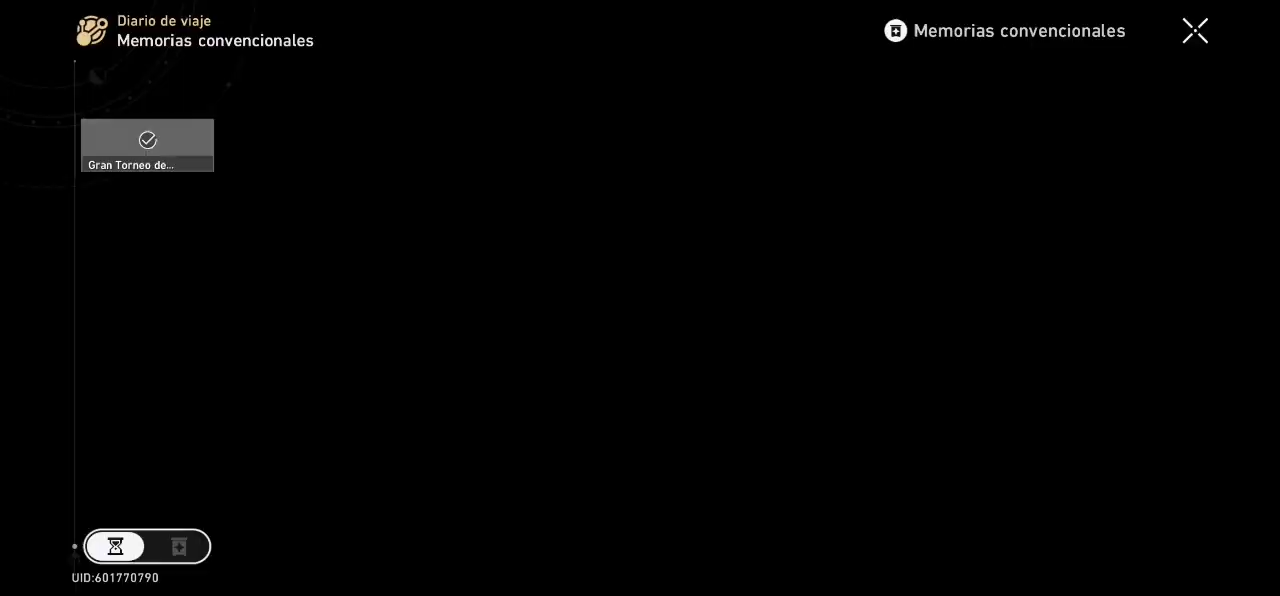 Diario de viaje
Memorias convencionales
Memorias convencionales
Gran Torneo de...
UID:601770790